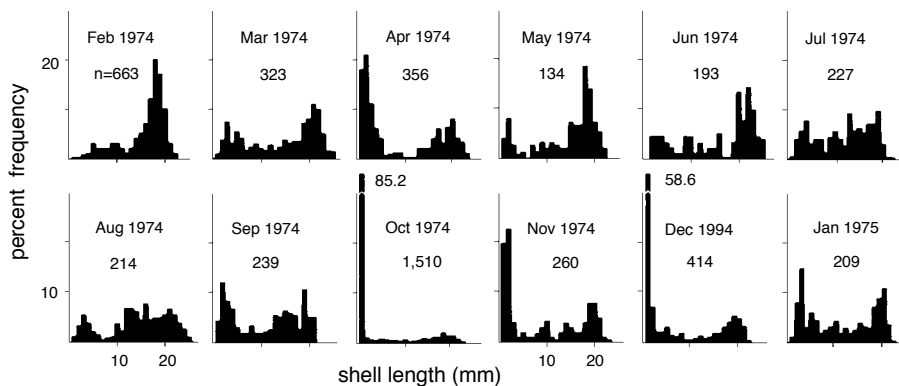 Feb 1974 Mar 1974 Apr 1974 May 1974 Jun 1974 Jul 1974
20 n=663 323 356 134 193 227
percent frequency
85.2 58.6
Aug 1974 Sep 1974 Oct 1974 Nov 1974 Dec 1994 Jan 1975
214 239 1,510 260 414 209
10
10 20 10 20 10 20
shell length (mm)